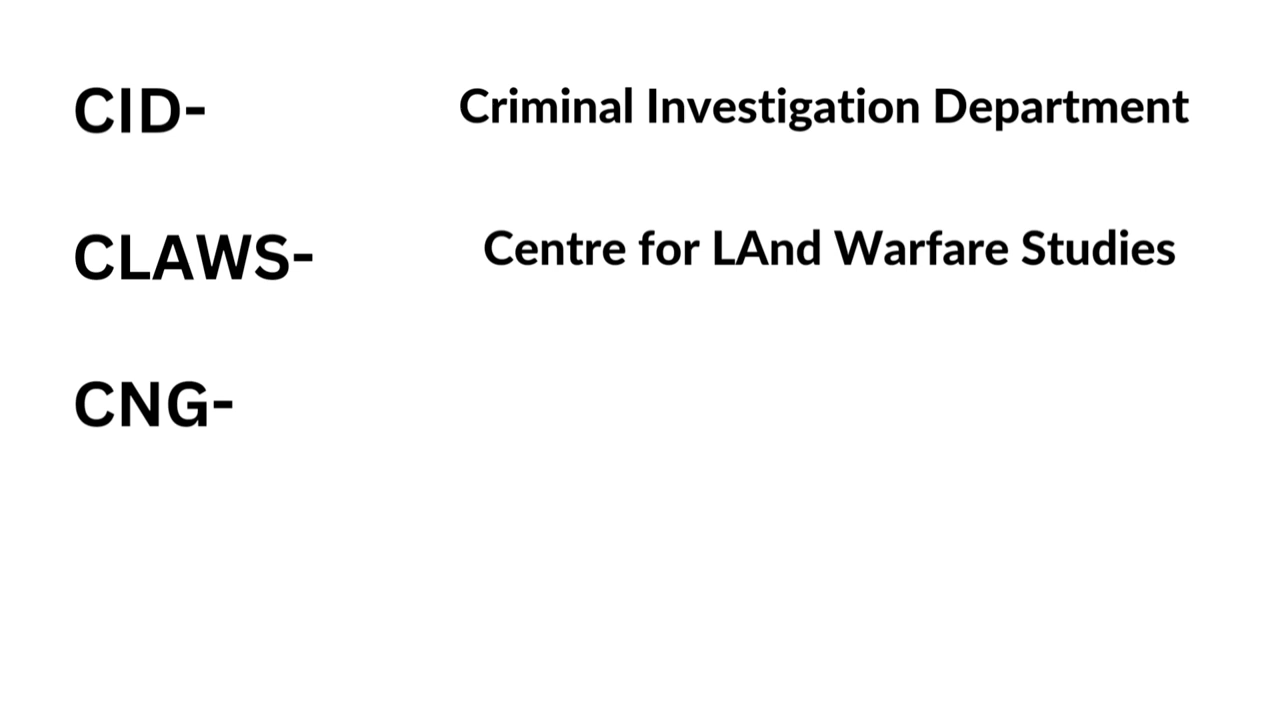 CID- Criminal Investigation Department
CLAWS- Centre for LAnd Warfare Studies
CNG-